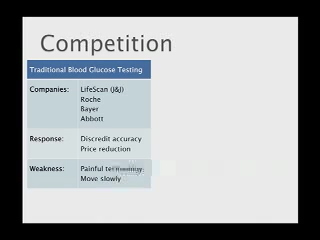 Competition
Traditional Blood Glucose Testing
Companies: LifeScan (J&J)
Roche
Bayer
Abbott
Response: Discredit accuracy
Price reduction
Weakness: Painful
Move slowly